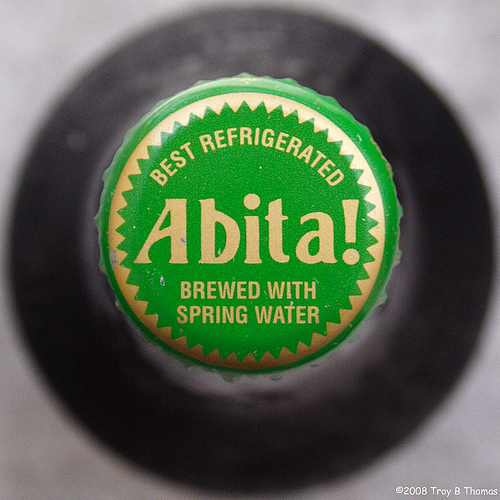 BEST REFRIGERATED
Abita!
BREWED WITH
SPRING WATER
©2008 Troy B Thomas